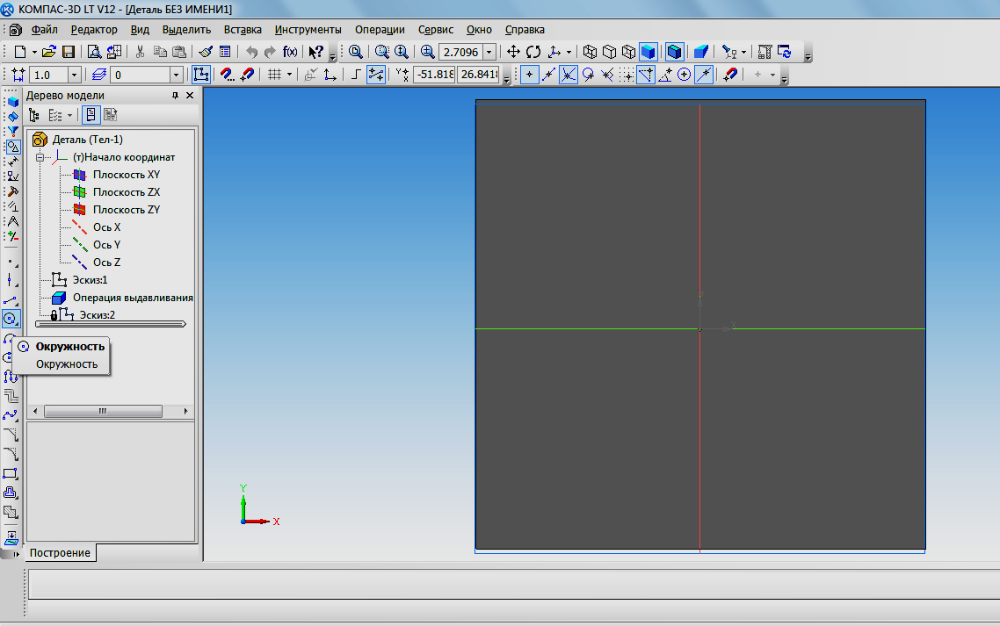 КОМПАС-3D LT V12 - [Деталь БЕЗ ИМЕНИ1]
Файл Редактор Вид Выделить Вставка Инструменты Операции Сервис Окно Справка
f(x) 2.7096
1.0 0 -51.818 26.841
Дерево модели
Деталь (Тел-1)
(т)Начало координат
Плоскость XY
Плоскость ZX
Плоскость ZY
Ось X
Ось Y
Ось Z
Эскиз:1
Операция выдавливания
Эскиз:2
Окружность
Окружность
Y
X
Построение